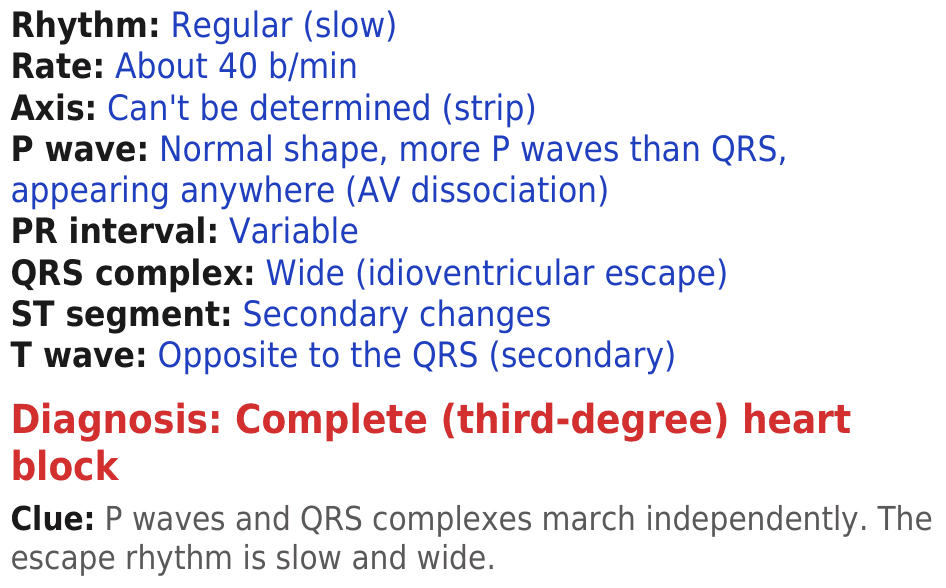 Rhythm: Regular (slow)
Rate: About 40 b/min
Axis: Can't be determined (strip)
P wave: Normal shape, more P waves than QRS,
appearing anywhere (AV dissociation)
PR interval: Variable
QRS complex: Wide (idioventricular escape)
ST segment: Secondary changes
T wave: Opposite to the QRS (secondary)
Diagnosis: Complete (third-degree) heart
block
Clue: P waves and QRS complexes march independently. The
escape rhythm is slow and wide.